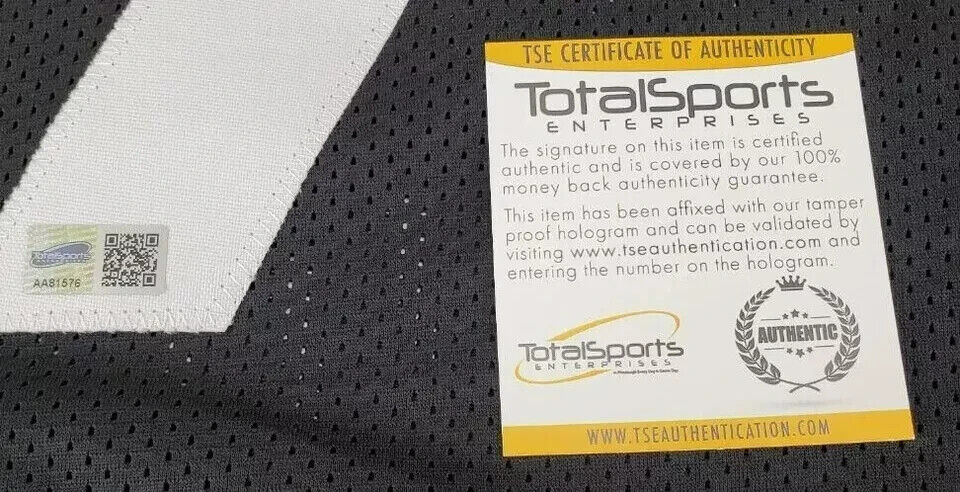 TSE CERTIFICATE OF AUTHENTICITY
TotalSports
ENTERPRISES
The signature on this item is certified
authentic and is covered by our 100%
money back authenticity guarantee.
This item has been affixed with our tamper
proof hologram and can be validated by
visiting www.tseauthentication.com and
entering the number on the hologram.
TotalSports
ENTERPRISES
AUTHENTIC
WWW.TSEAUTHENTICATION.COM
TotalSports
AA81576